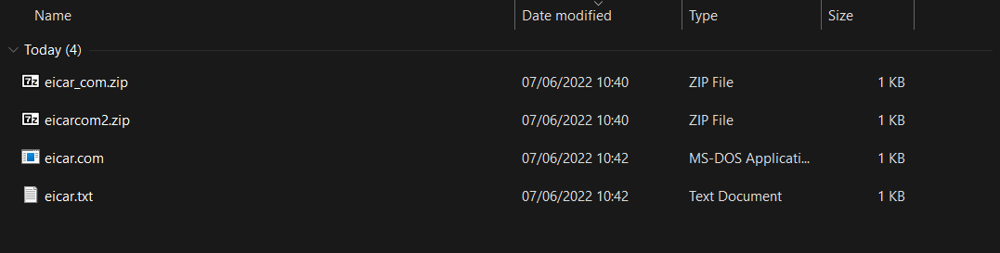 Name Date modified Type Size
Today (4)
7z eicar_com.zip 07/06/2022 10:40 ZIP File 1 KB
7z eicarcom2.zip 07/06/2022 10:40 ZIP File 1 KB
eicar.com 07/06/2022 10:42 MS-DOS Applicati... 1 KB
eicar.txt 07/06/2022 10:42 Text Document 1 KB